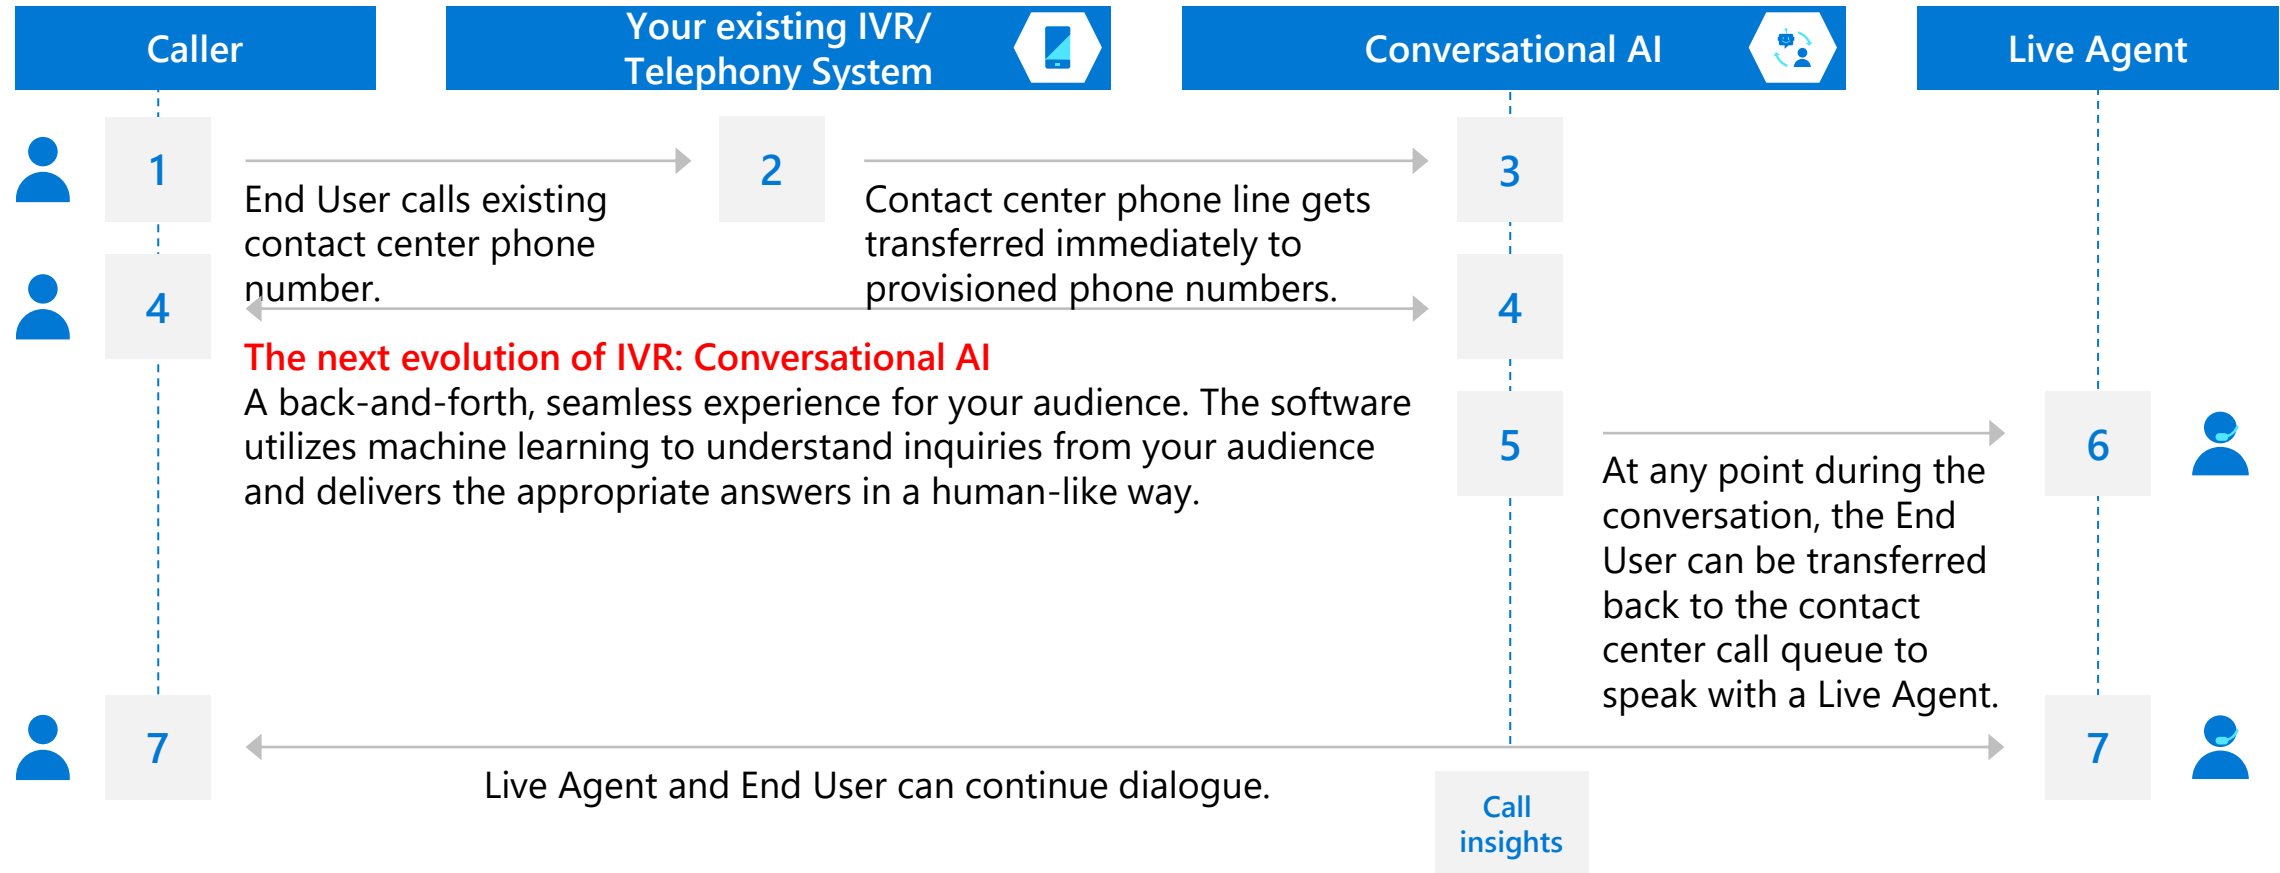 Caller
Your existing IVR/
Telephony System
Conversational AI
Live Agent
1
End User calls existing
contact center phone
number.
2
Contact center phone line gets
transferred immediately to
provisioned phone numbers.
3
4
4
The next evolution of IVR: Conversational AI
A back-and-forth, seamless experience for your audience. The software
utilizes machine learning to understand inquiries from your audience
and delivers the appropriate answers in a human-like way.
5
At any point during the
conversation, the End
User can be transferred
back to the contact
center call queue to
speak with a Live Agent.
6
7
Live Agent and End User can continue dialogue.
7
Call
insights